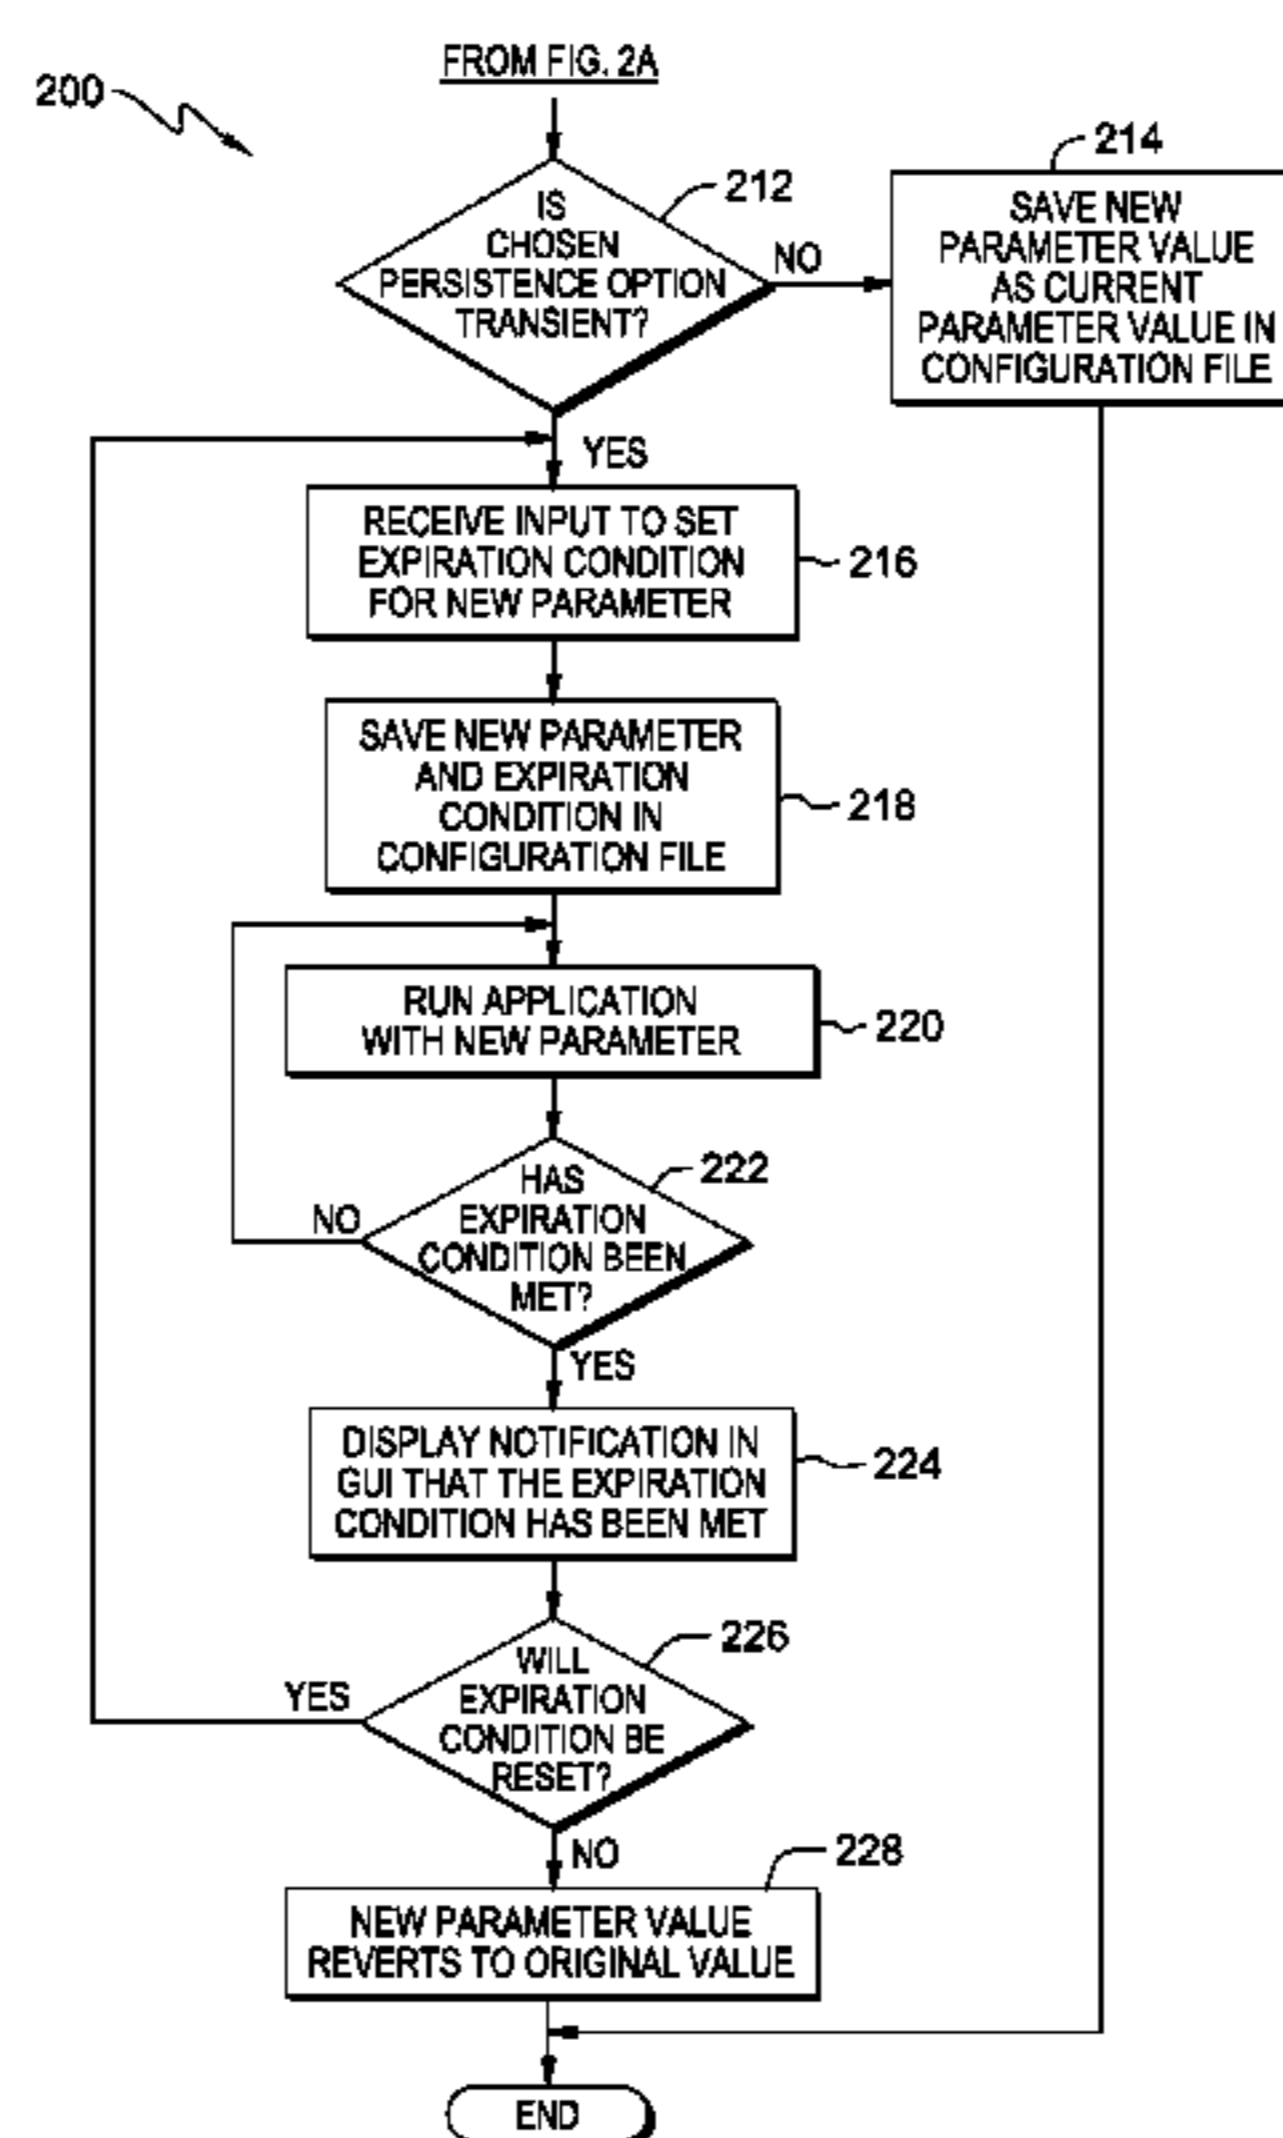 FROM FIG. 2A
200
212
IS
CHOSEN
PERSISTENCE OPTION
TRANSIENT?
NO
214
SAVE NEW
PARAMETER VALUE
AS CURRENT
PARAMETER VALUE IN
CONFIGURATION FILE
YES
RECEIVE INPUT TO SET
EXPIRATION CONDITION
FOR NEW PARAMETER
216
SAVE NEW PARAMETER
AND EXPIRATION
CONDITION IN
CONFIGURATION FILE
218
RUN APPLICATION
WITH NEW PARAMETER
220
222
HAS
EXPIRATION
CONDITION BEEN
MET?
NO
YES
DISPLAY NOTIFICATION IN
GUI THAT THE EXPIRATION
CONDITION HAS BEEN MET
224
226
WILL
EXPIRATION
CONDITION BE
RESET?
YES
NO
228
NEW PARAMETER VALUE
REVERTS TO ORIGINAL VALUE
END